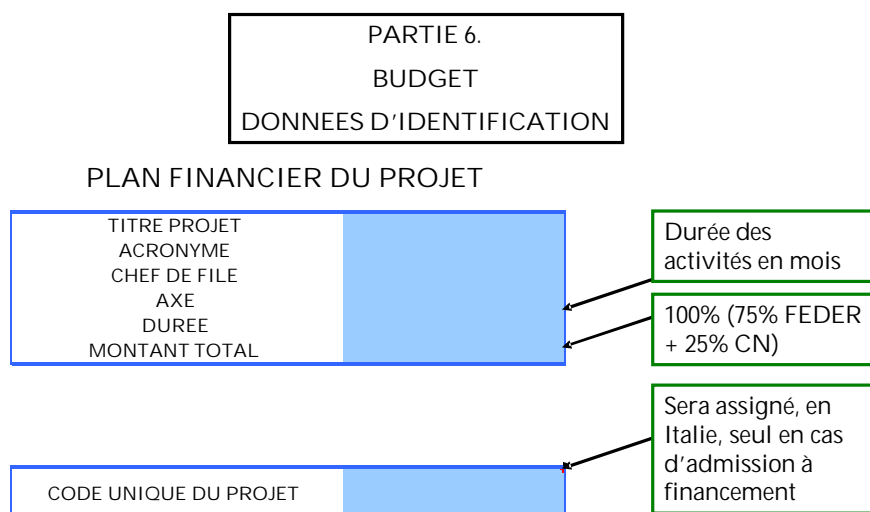 PARTIE 6.
BUDGET
DONNEES D'IDENTIFICATION
PLAN FINANCIER DU PROJET
TITRE PROJET
ACRONYME
CHEF DE FILE
AXE
DUREE
MONTANT TOTAL
Durée des
activités en mois
100% (75% FEDER
+ 25% CN)
Sera assigné, en
Italie, seul en cas
d'admission à
financement
CODE UNIQUE DU PROJET